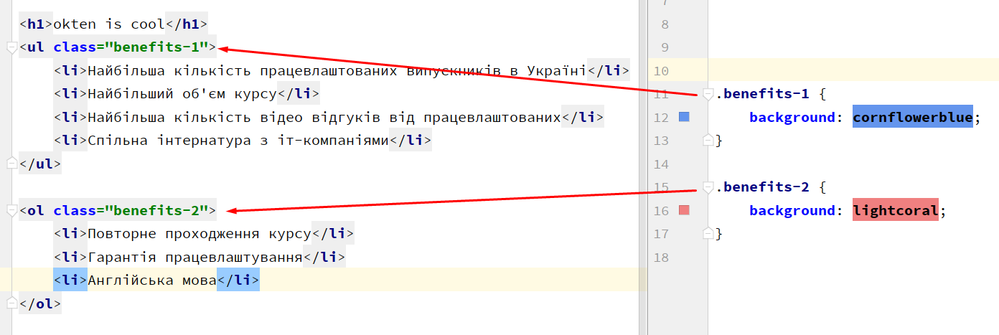 <h1>okten is cool</h1>
<ul class="benefits-1">
<li>Найбільша кількість працевлаштованих випускників в Україні</li>
<li>Найбільший об'єм курсу</li>
<li>Найбільша кількість відео відгуків від працевлаштованих</li>
<li>Спільна інтернатура з іт-компаніями</li>
</ul>
<ol class="benefits-2">
<li>Повторне проходження курсу</li>
<li>Гарантія працевлаштування</li>
<li>Англійська мова</li>
</ol>
7
8
9
10
11 .benefits-1 {
12 background: cornflowerblue;
13 }
14
15 .benefits-2 {
16 background: lightcoral;
17 }
18